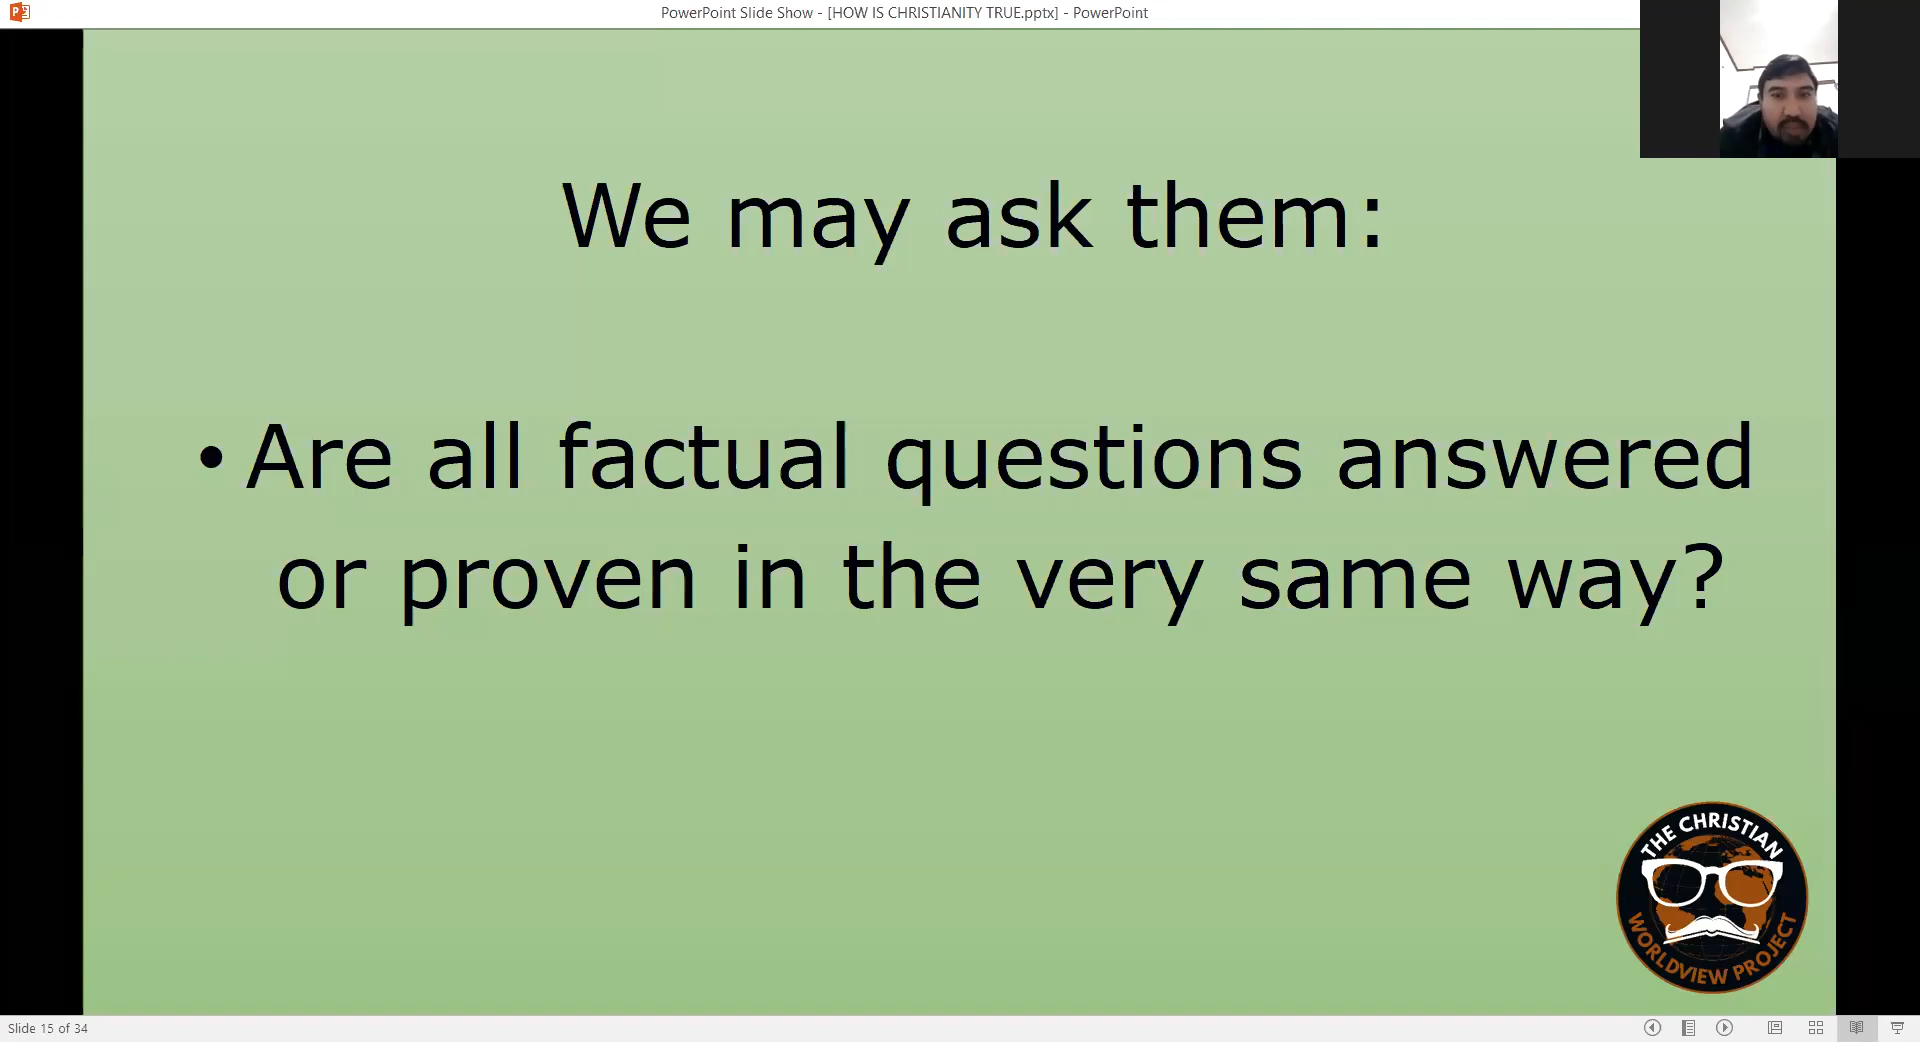 PowerPoint Slide Show - [HOW IS CHRISTIANITY TRUE.pptx] - PowerPoint
We may ask them:
• Are all factual questions answered
or proven in the very same way?
THE CHRISTIAN
WORLDVIEW PROJECT
Slide 15 of 34